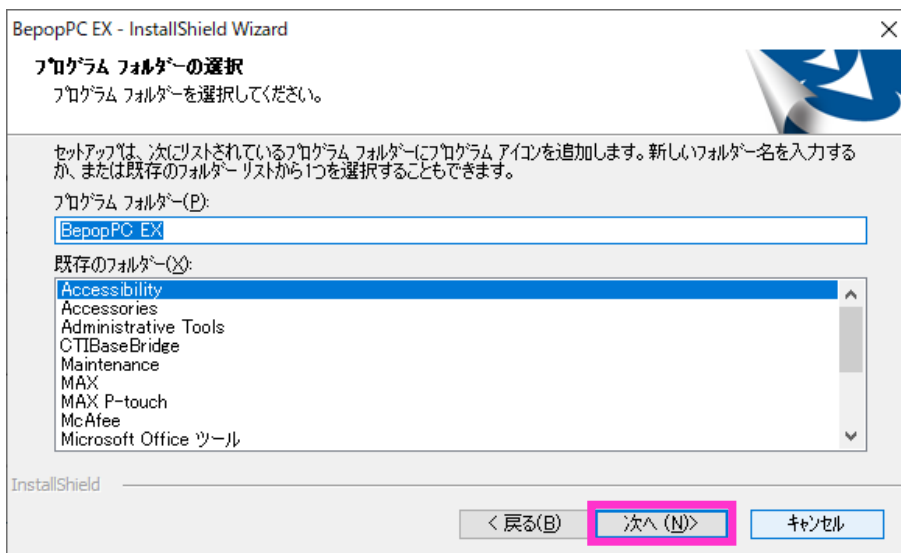 BepopPC EX - InstallShield Wizard
プログラム フォルダーの選択
プログラム フォルダーを選択してください。
セットアップは、次にリストされているプログラム フォルダーにプログラム アイコンを追加します。新しいフォルダー名を入力する
か、または既存のフォルダー リストから1つを選択することもできます。
プログラム フォルダー(P):
BepopPC EX
既存のフォルダー(X):
Accessibility
Accessories
Administrative Tools
CTIBaseBridge
Maintenance
MAX
MAX P-touch
McAfee
Microsoft Office ツール
InstallShield
< 戻る(B)
次へ (N)>
キャンセル